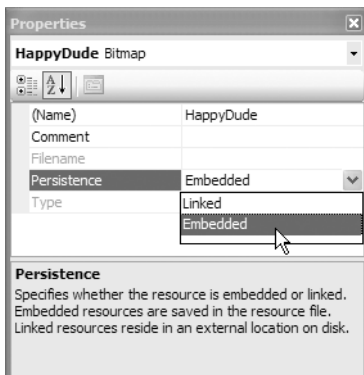 Properties
HappyDude Bitmap
A
Z
(Name) HappyDude
Comment
Filename
Persistence Embedded
Type Linked
Embedded
Persistence
Specifies whether the resource is embedded or linked.
Embedded resources are saved in the resource file.
Linked resources reside in an external location on disk.